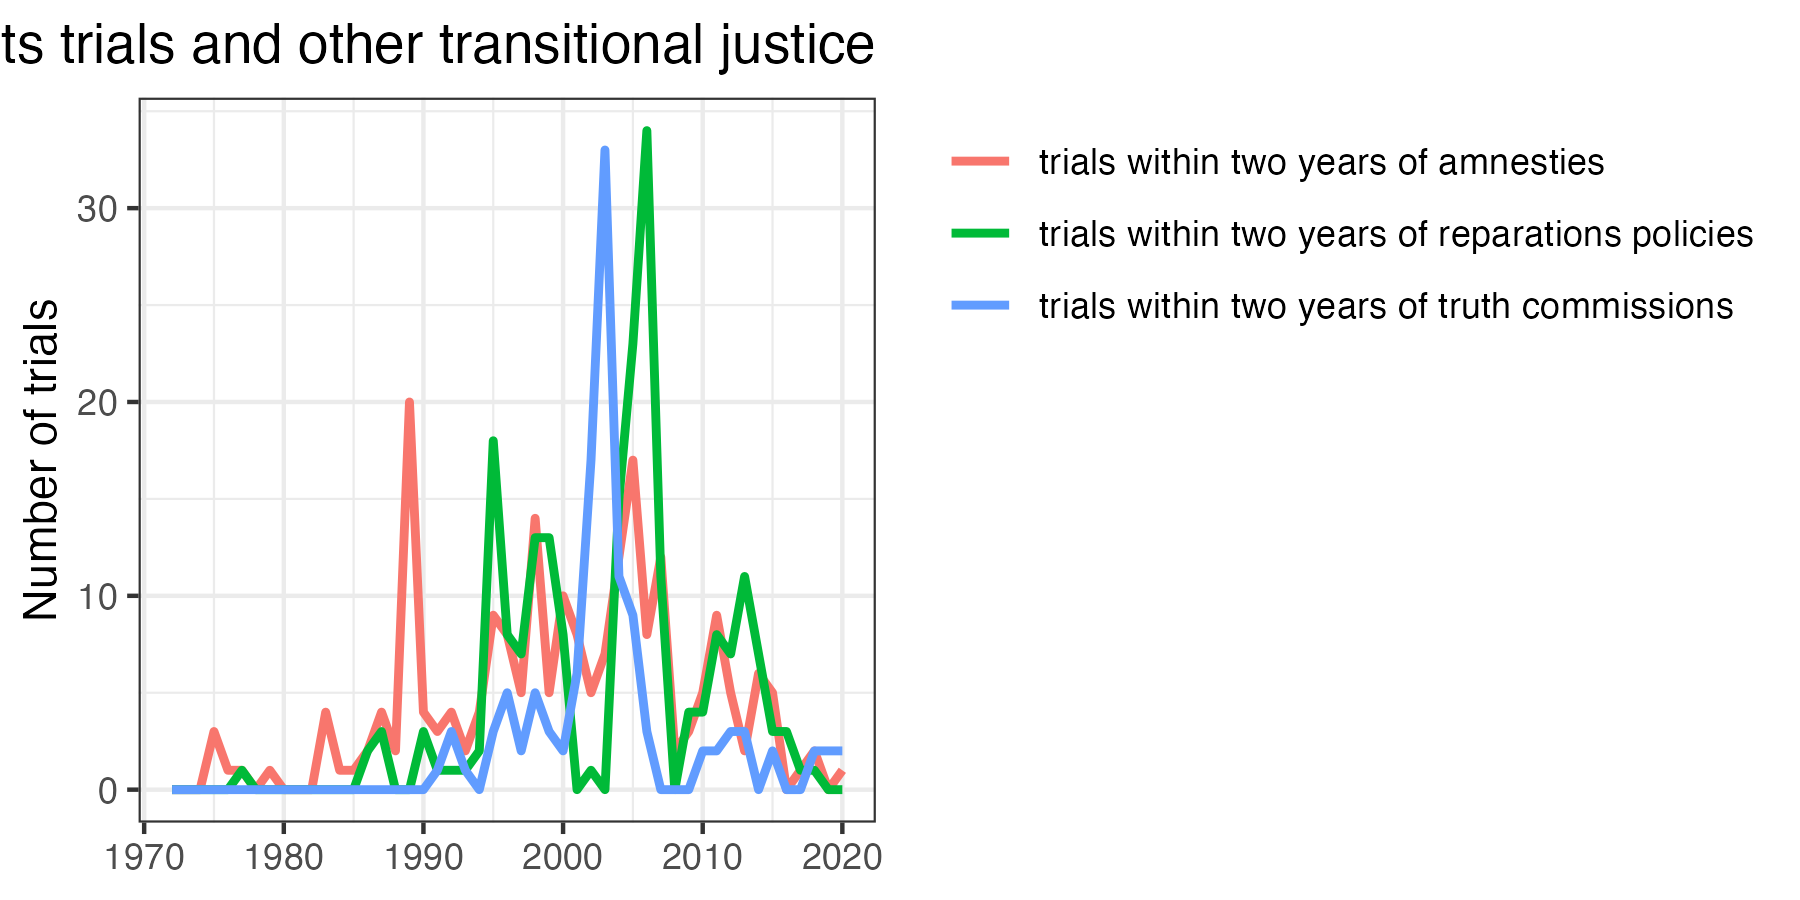 ts trials and other transitional justice
Number of trials
30
20
10
0
1970 1980 1990 2000 2010 2020
trials within two years of amnesties
trials within two years of reparations policies
trials within two years of truth commissions